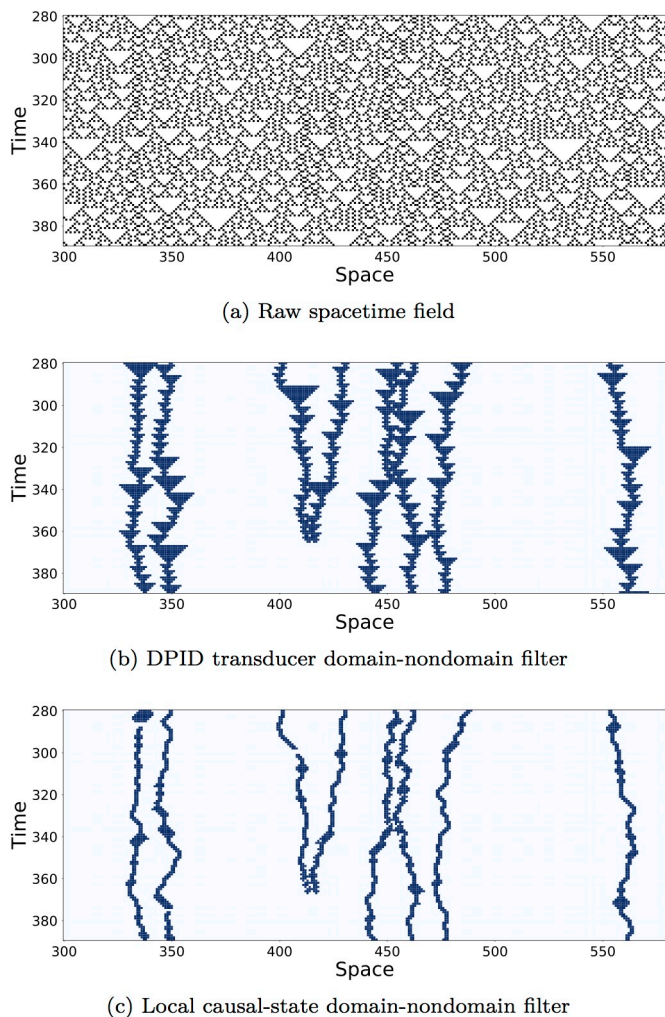 280
300
320
340
360
380
Time
300 350 400 450 500 550
Space
(a) Raw spacetime field
280
300
320
340
360
380
Time
300 350 400 450 500 550
Space
(b) DPID transducer domain-nondomain filter
280
300
320
340
360
380
Time
300 350 400 450 500 550
Space
(c) Local causal-state domain-nondomain filter